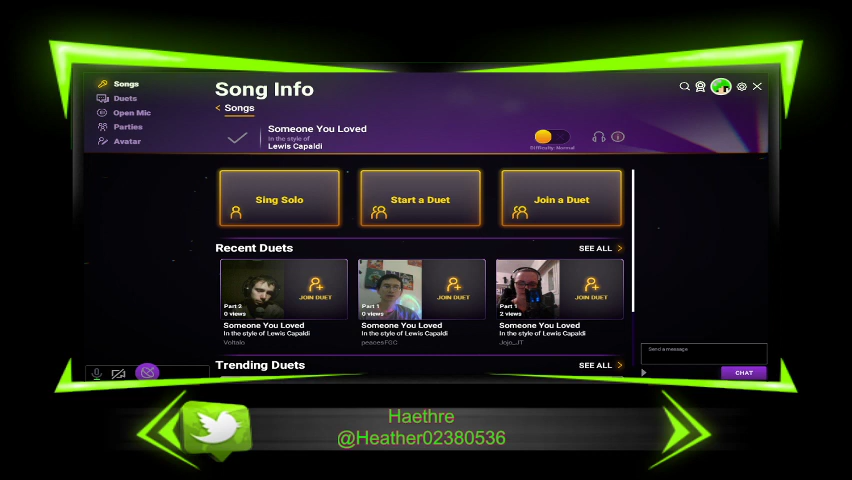 Songs
Duets
Open Mic
Parties
Avatar
Song Info
< Songs
Someone You Loved
In the style of
Lewis Capaldi
Difficulty: Normal
Sing Solo
Start a Duet
Join a Duet
Recent Duets
SEE ALL >
Part 2
0 views
JOIN DUET
Part 1
0 views
JOIN DUET
Part 1
2 views
JOIN DUET
Someone You Loved
In the style of Lewis Capaldi
Voltalo
Someone You Loved
In the style of Lewis Capaldi
peacesFGC
Someone You Loved
In the style of Lewis Capaldi
Jojo_JT
Trending Duets
SEE ALL >
Send a message
CHAT
Haethre
@Heather02380536